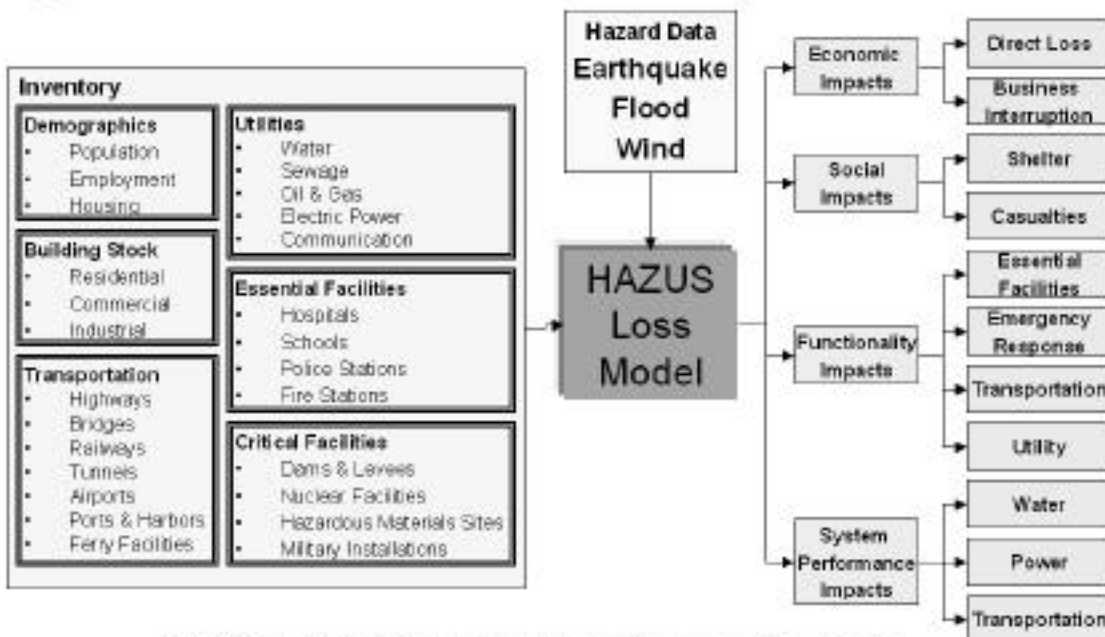 Inventory
Demographics
• Population
• Employment
• Housing
Building Stock
• Residential
• Commercial
• Industrial
Transportation
• Highways
• Bridges
• Railways
• Tunnels
• Airports
• Ports & Harbors
• Ferry Facilities
Utilities
• Water
• Sewage
• Oil & Gas
• Electric Power
• Communication
Essential Facilities
• Hospitals
• Schools
• Police Stations
• Fire Stations
Critical Facilities
• Dams & Levees
• Nuclear Facilities
• Hazardous Materials Sites
• Military Installations
Hazard Data
Earthquake
Flood
Wind
HAZUS
Loss
Model
Economic
Impacts
Direct Loss
Business
Interruption
Social
Impacts
Shelter
Casualties
Functionality
Impacts
Essential
Facilities
Emergency
Response
Transportation
Utility
System
Performance
Impacts
Water
Power
Transportation